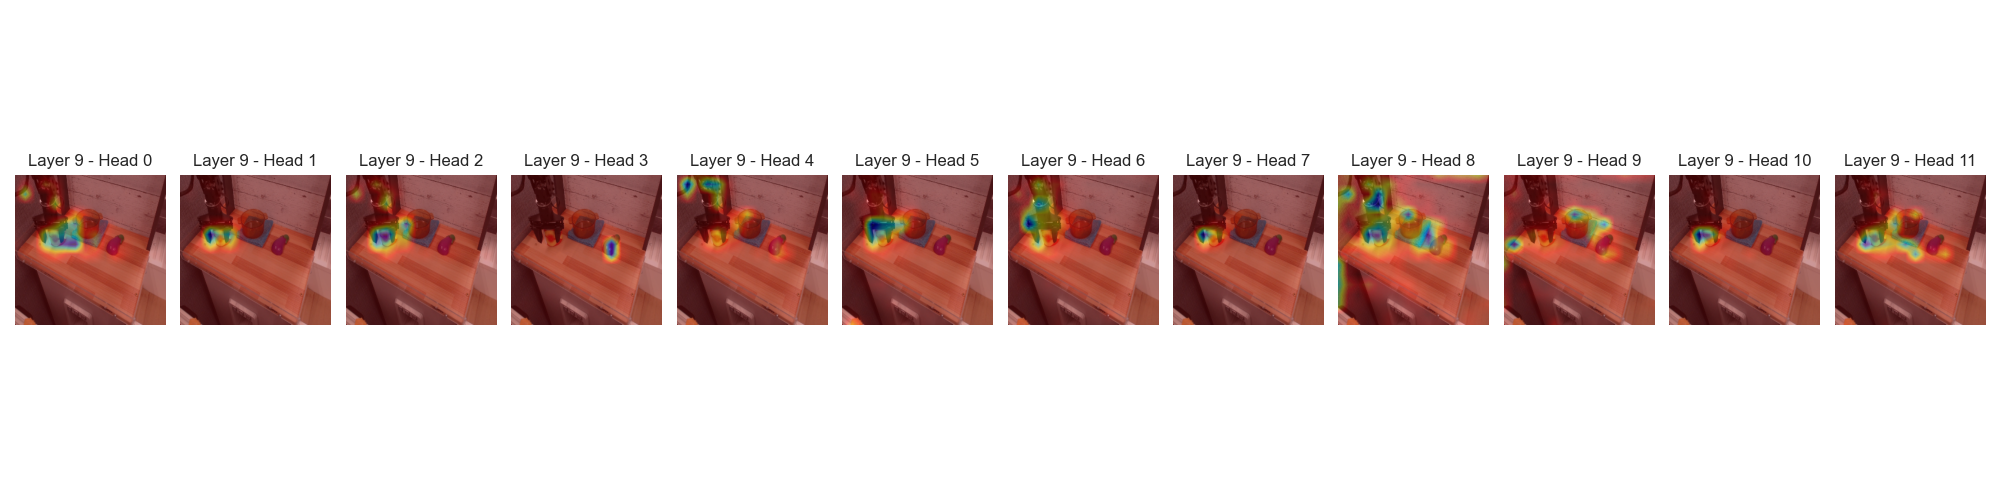 Layer 9 - Head 0
Layer 9 - Head 1
Layer 9 - Head 2
Layer 9 - Head 3
Layer 9 - Head 4
Layer 9 - Head 5
Layer 9 - Head 6
Layer 9 - Head 7
Layer 9 - Head 8
Layer 9 - Head 9
Layer 9 - Head 10
Layer 9 - Head 11